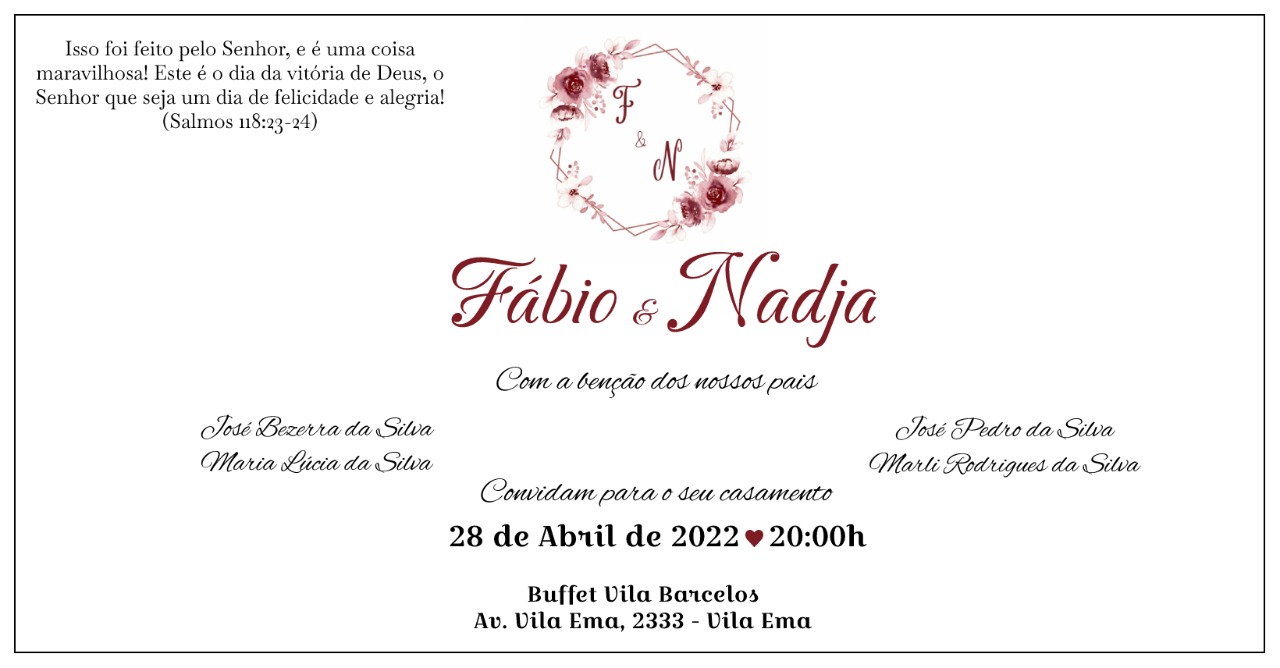 Isso foi feito pelo Senhor, e é uma coisa
maravilhosa! Este é o dia da vitória de Deus, o
Senhor que seja um dia de felicidade e alegria!
(Salmos 118:23-24)
F
&
N
Fábio & Nadja
Com a benção dos nossos pais
José Bezerra da Silva
Maria Lúcia da Silva
José Pedro da Silva
Marli Rodrigues da Silva
Convidam para o seu casamento
28 de Abril de 2022 ♥ 20:00h
Buffet Vila Barcelos
Av. Vila Ema, 2333 - Vila Ema